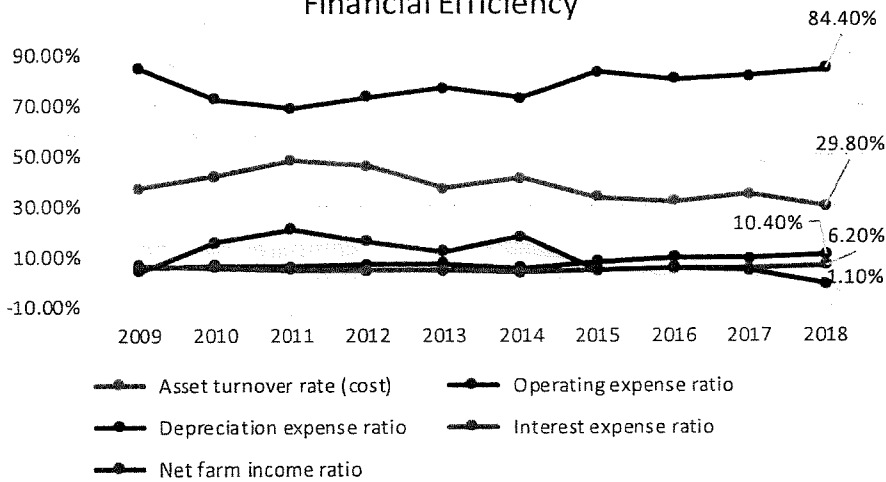 Financial Efficiency
84.40%
90.00%
70.00%
50.00%
29.80%
30.00%
10.40%
6.20%
10.00%
1.10%
-10.00%
2009 2010 2011 2012 2013 2014 2015 2016 2017 2018
Asset turnover rate (cost) Operating expense ratio
Depreciation expense ratio Interest expense ratio
Net farm income ratio